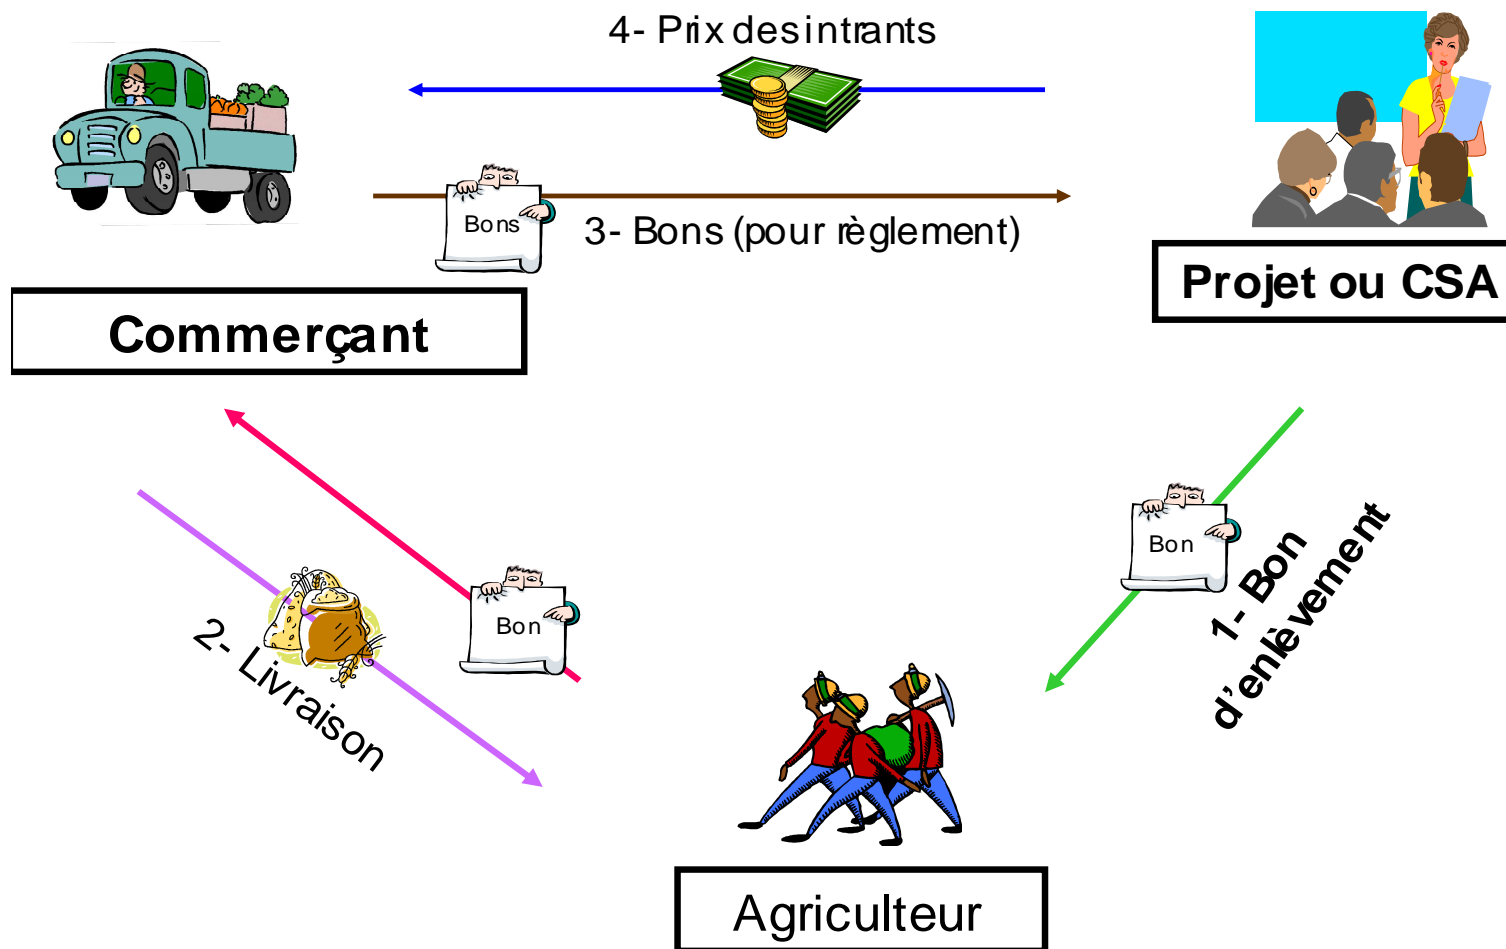 4- Prix des intrants
Bons
3- Bons (pour règlement)
Projet ou CSA
Commerçant
Bon
1- Bon
d’enlèvement
Bon
2- Livraison
Agriculteur